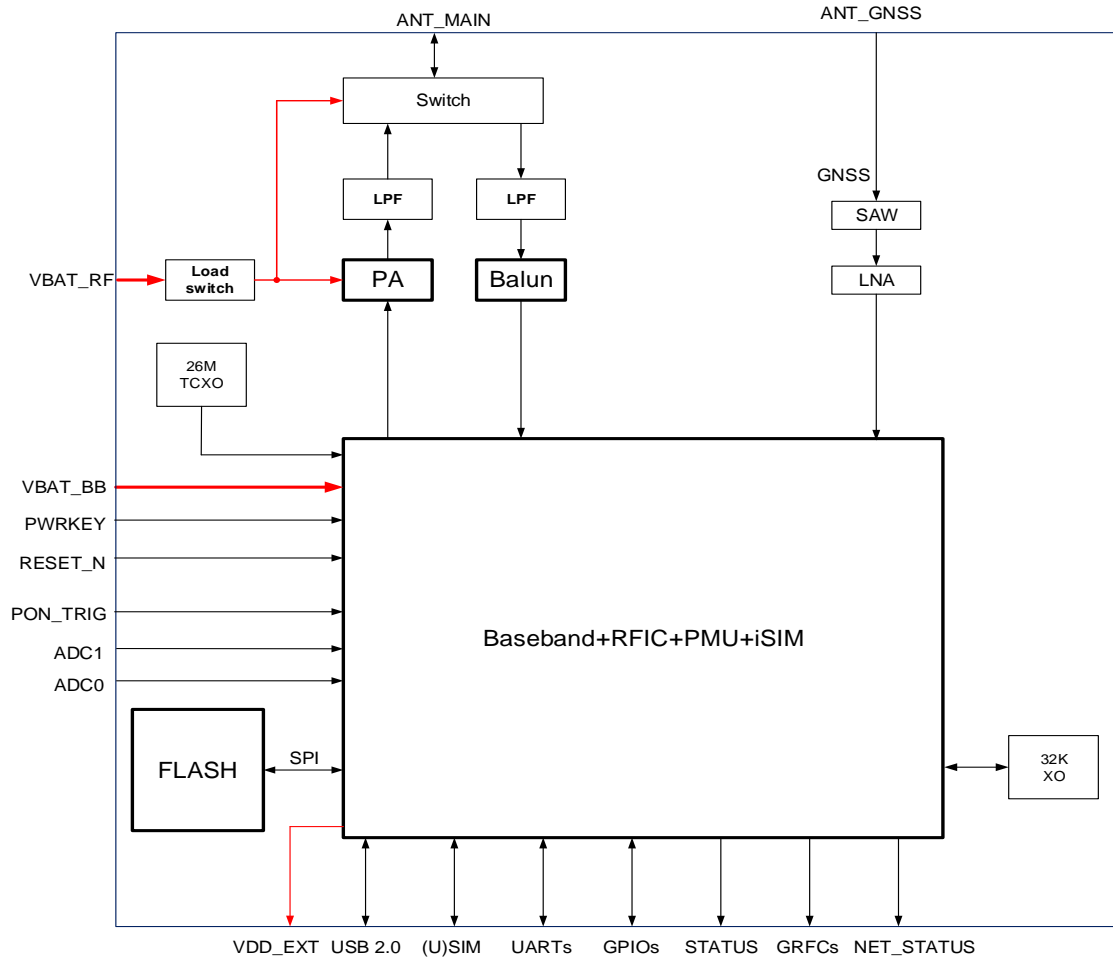 ANT_MAIN
ANT_GNSS
Switch
GNSS
LPF
LPF
SAW
VBAT_RF
Load
switch
PA
Balun
LNA
26M
TCXO
VBAT_BB
PWRKEY
RESET_N
PON_TRIG
ADC1
ADC0
Baseband+RFIC+PMU+iSIM
FLASH
SPI
32K
XO
VDD_EXT
USB 2.0
(U)SIM
UARTs
GPIOs
STATUS
GRFCs
NET_STATUS